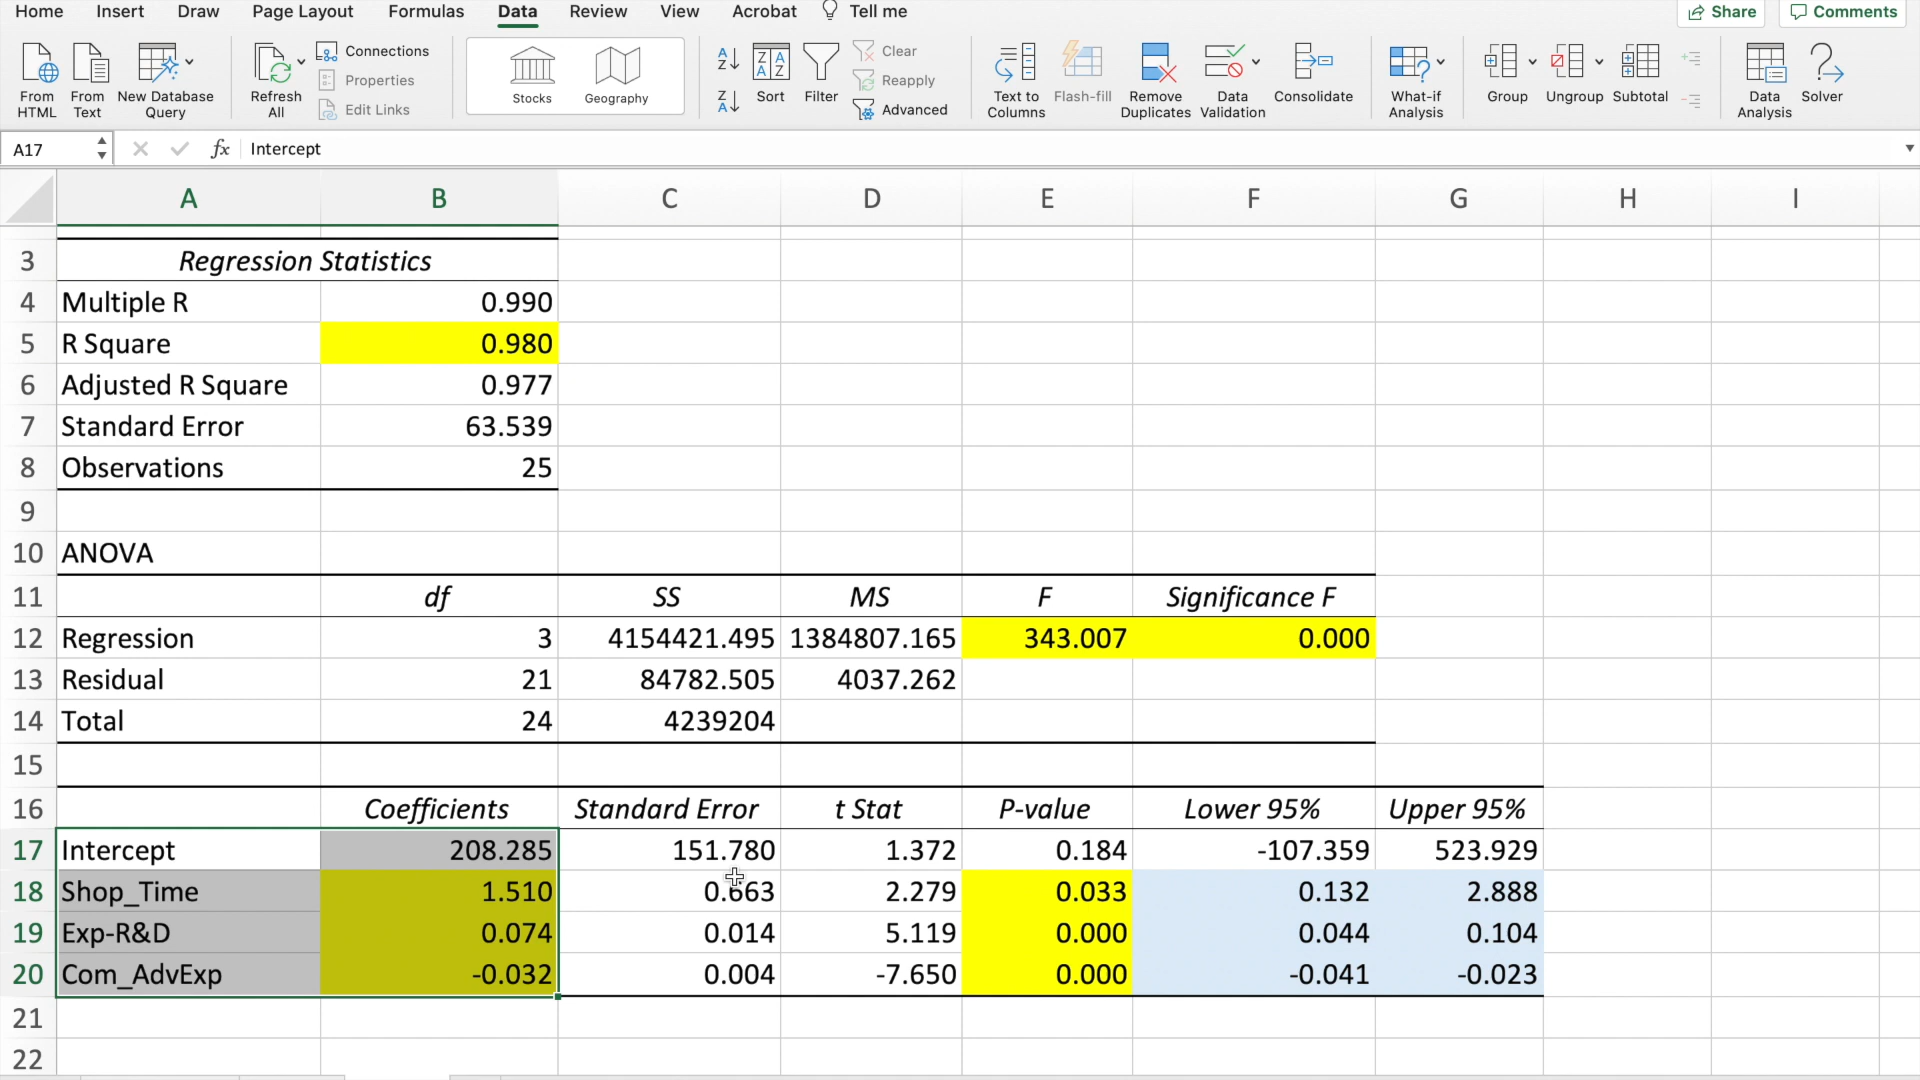 Home Insert Draw Page Layout Formulas Data Review View Acrobat Tell me Share Comments
From HTML From Text New Database Query Refresh All Connections Properties Edit Links Stocks Geography Sort Filter Clear Reapply Advanced Text to Columns Flash-fill Remove Duplicates Data Validation Consolidate What-if Analysis Group Ungroup Subtotal Data Analysis Solver
A17 fx Intercept
A B C D E F G H I
3 Regression Statistics
4 Multiple R 0.990
5 R Square 0.980
6 Adjusted R Square 0.977
7 Standard Error 63.539
8 Observations 25
9
10 ANOVA
11 df SS MS F Significance F
12 Regression 3 4154421.495 1384807.165 343.007 0.000
13 Residual 21 84782.505 4037.262
14 Total 24 4239204
15
16 Coefficients Standard Error t Stat P-value Lower 95% Upper 95%
17 Intercept 208.285 151.780 1.372 0.184 -107.359 523.929
18 Shop_Time 1.510 0.663 2.279 0.033 0.132 2.888
19 Exp-R&D 0.074 0.014 5.119 0.000 0.044 0.104
20 Com_AdvExp -0.032 0.004 -7.650 0.000 -0.041 -0.023
21
22